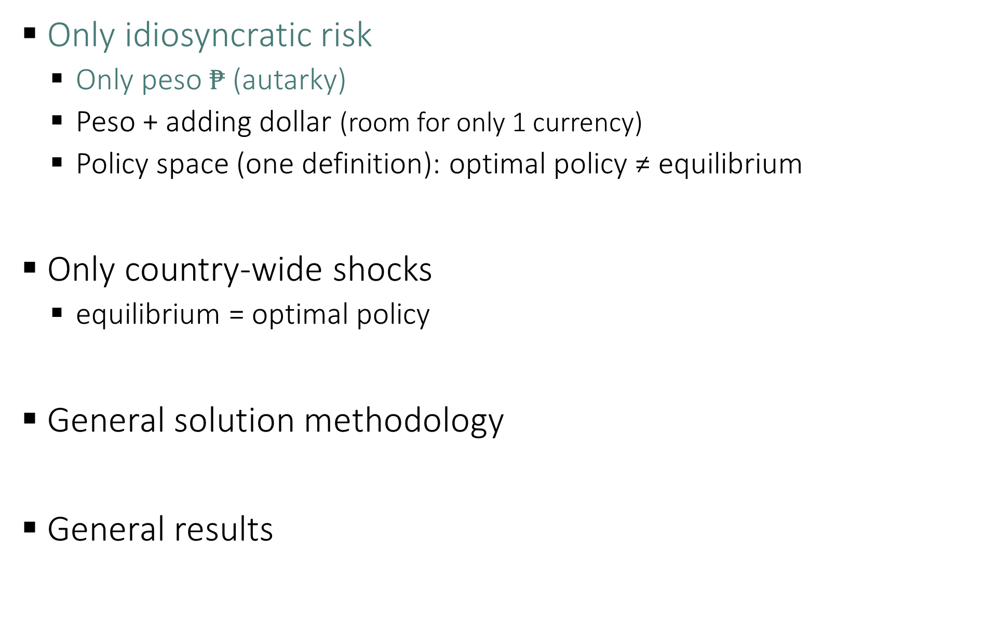 ▪ Only idiosyncratic risk
▪ Only peso ₱ (autarky)
▪ Peso + adding dollar (room for only 1 currency)
▪ Policy space (one definition): optimal policy ≠ equilibrium
▪ Only country-wide shocks
▪ equilibrium = optimal policy
▪ General solution methodology
▪ General results